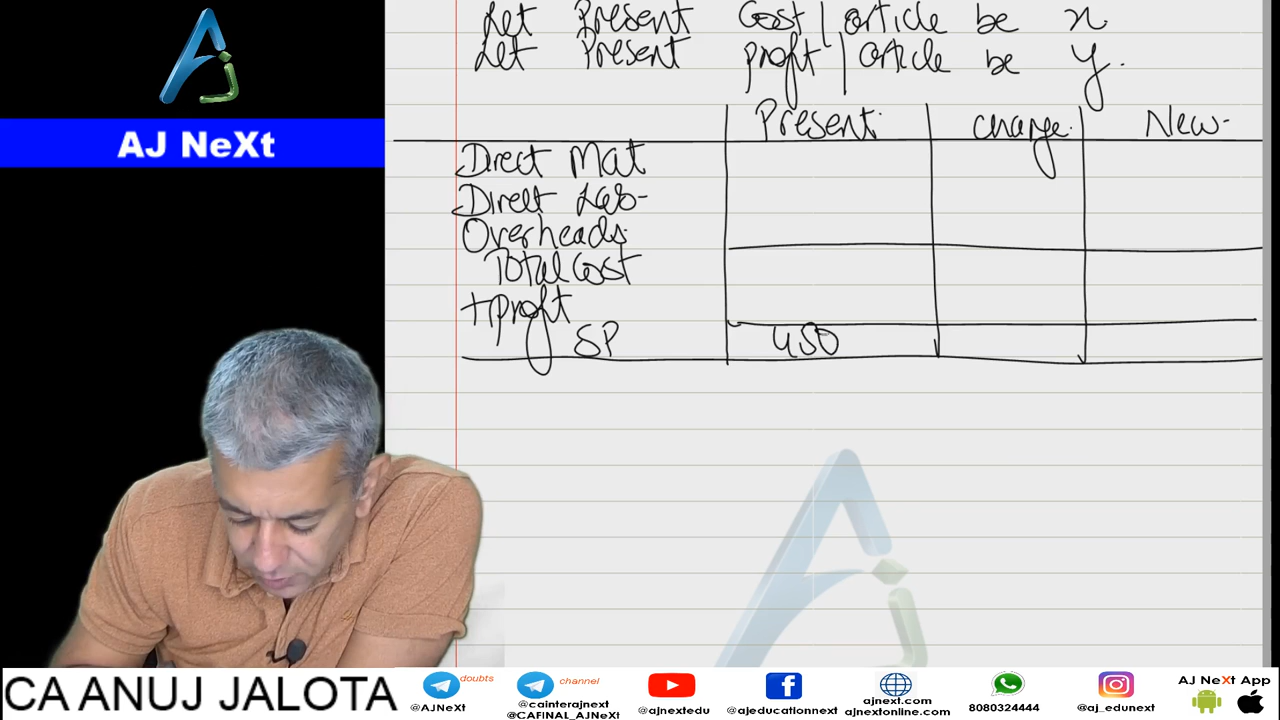 Let Present Cost/article be x
Let Present profit/article be y.
Present change New
Direct Mat
Direct Lab
Overheads
Total Cost
+Profit
SP 450
AJ NeXt
CA ANUJ JALOTA
doubts
@AJNeXt
channel
@cainterajnext
@CAFINAL_AJNeXt
@ajnextedu
@ajeducationnext
ajnext.com
ajnextonline.com
8080324444
@aj_edunext
AJ NeXt App